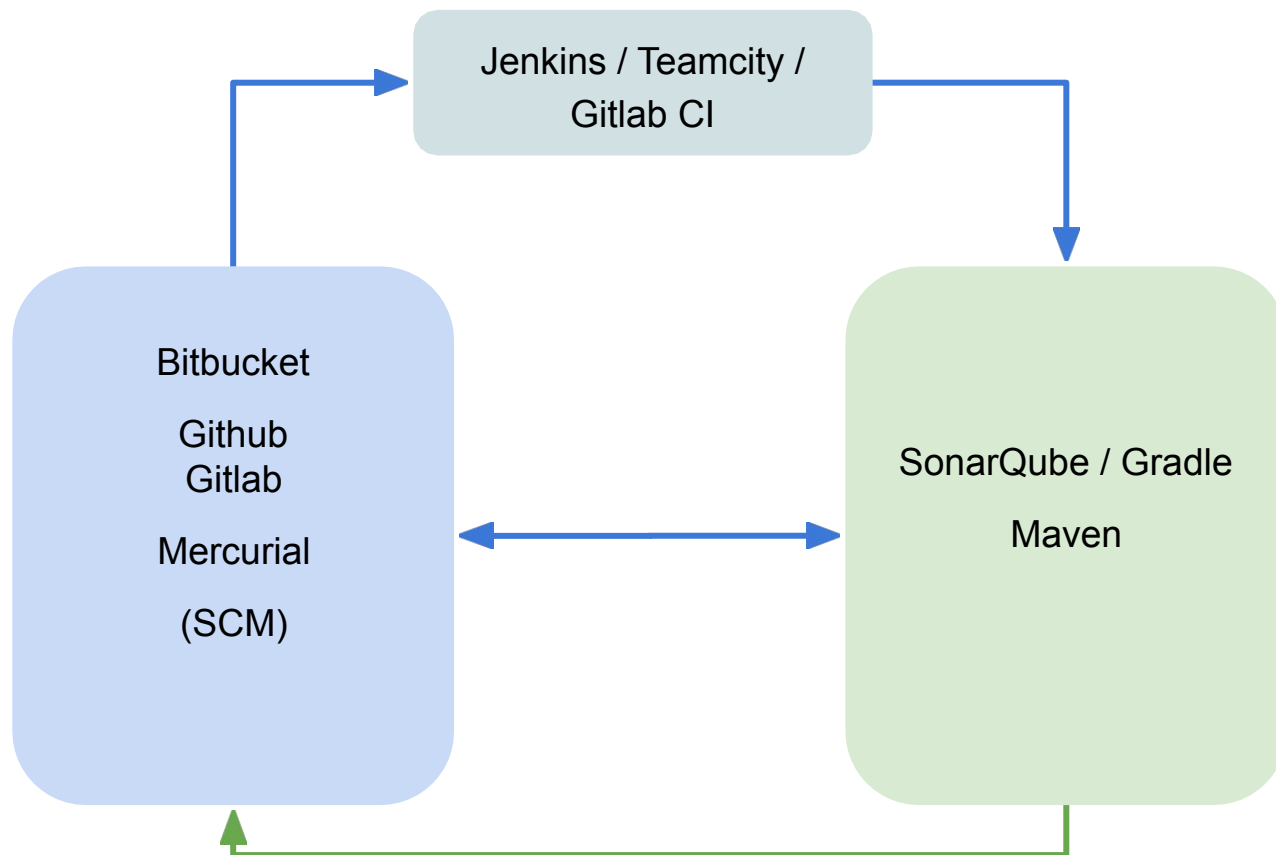 Jenkins / Teamcity /
Gitlab CI
Bitbucket
Github
Gitlab
Mercurial
(SCM)
SonarQube / Gradle
Maven